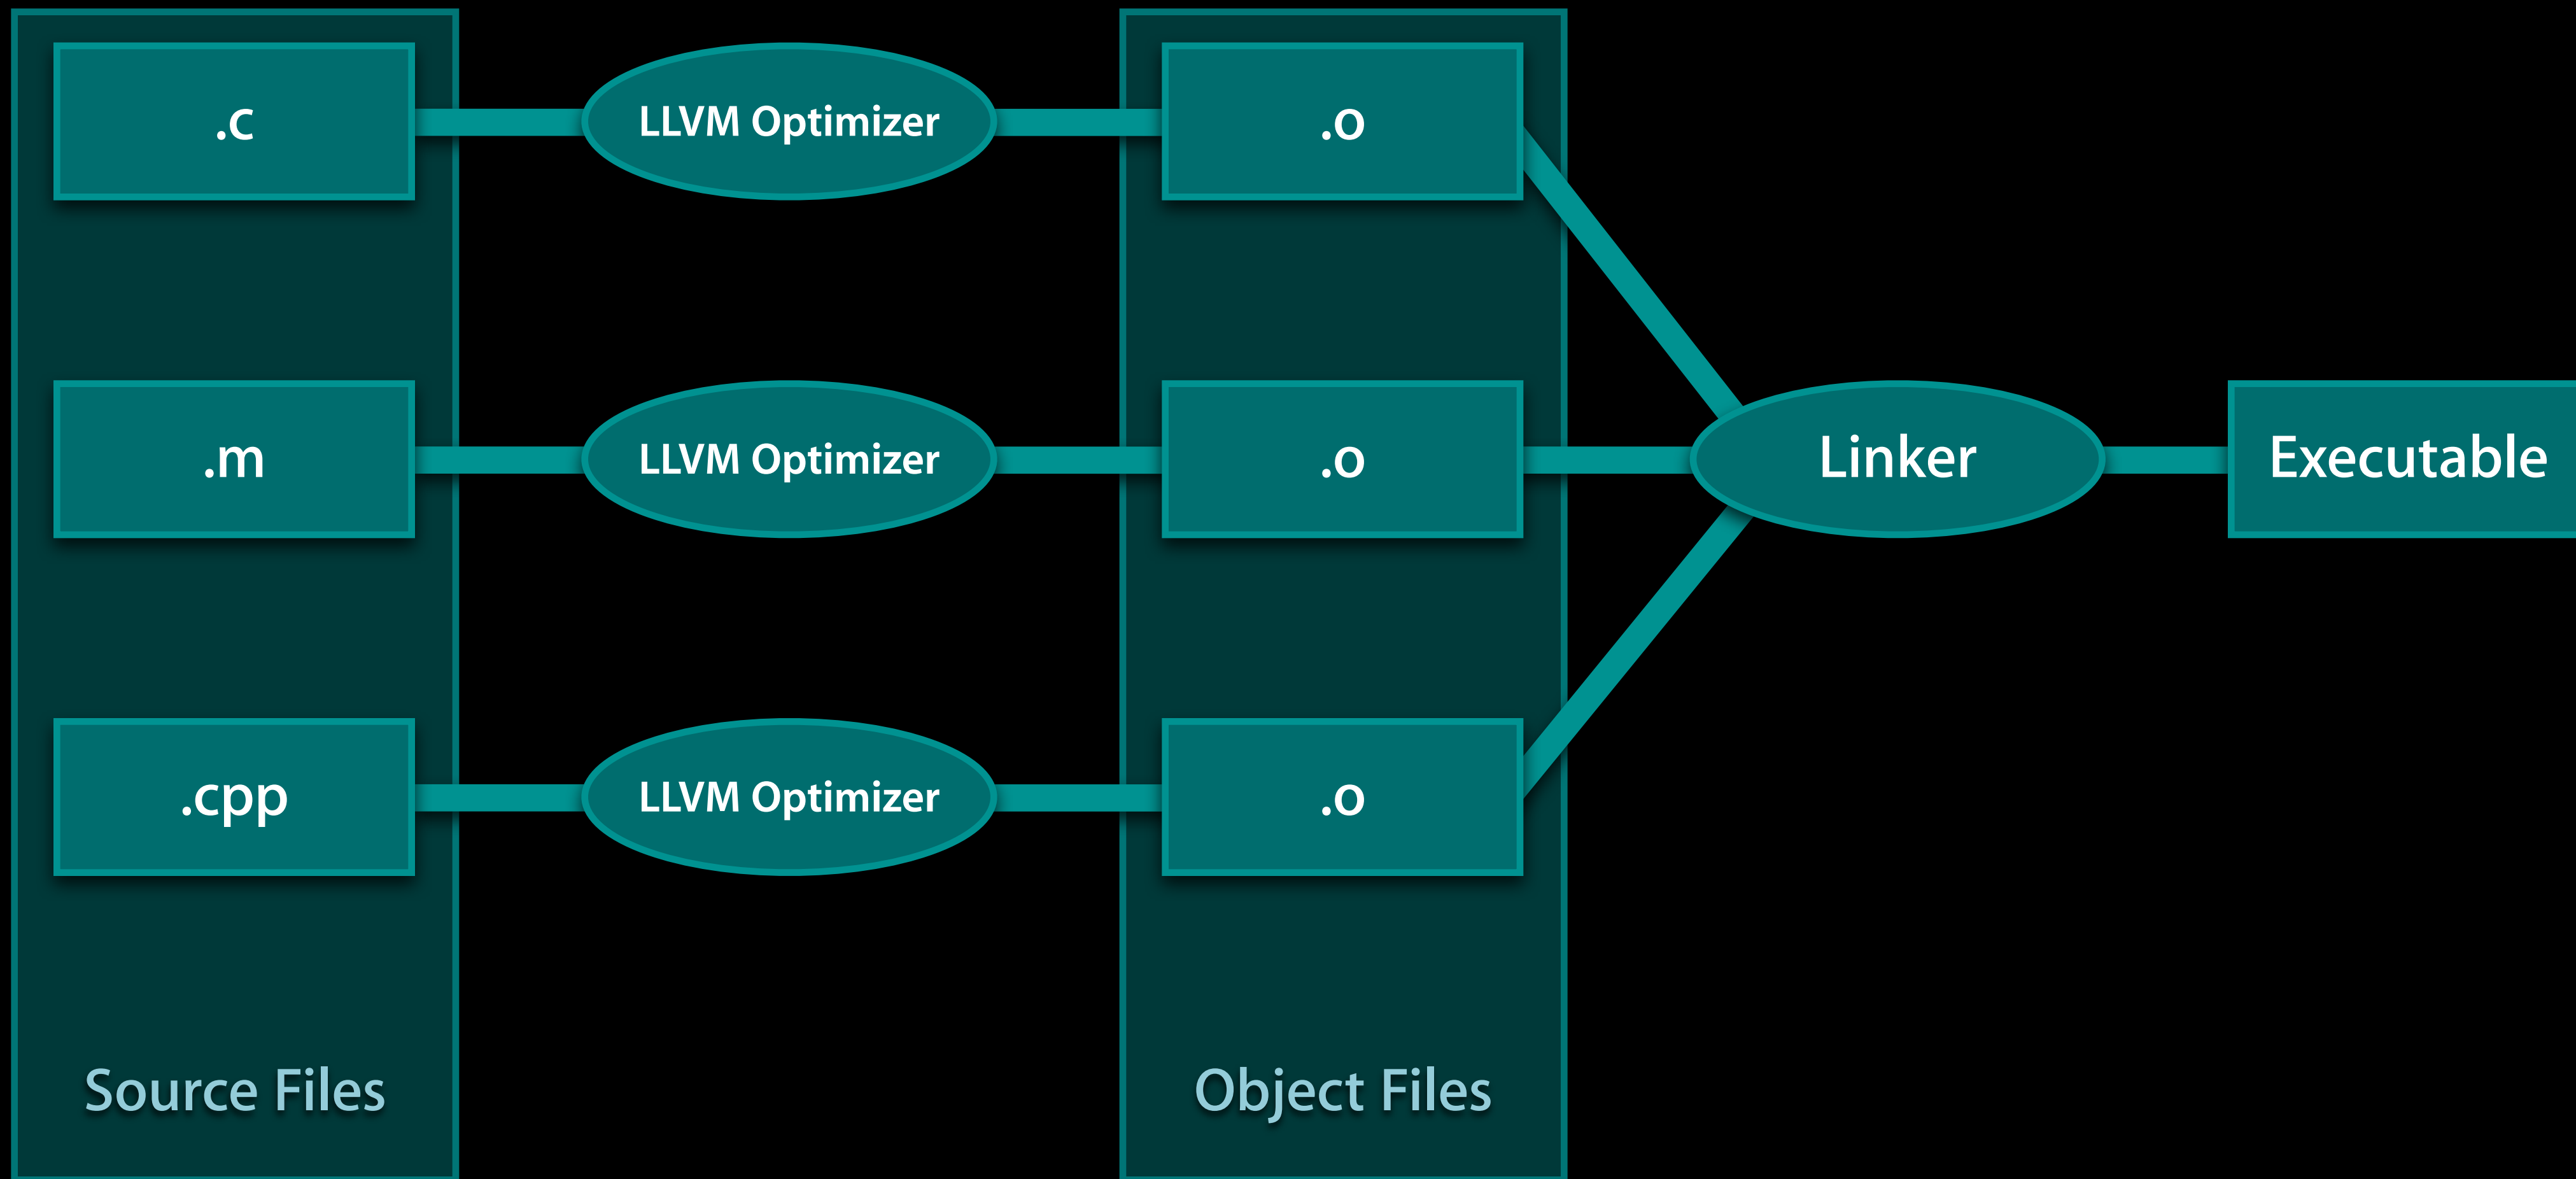 .c
LLVM Optimizer
.o
.m
LLVM Optimizer
.o
Linker
Executable
.cpp
LLVM Optimizer
.o
Source Files
Object Files